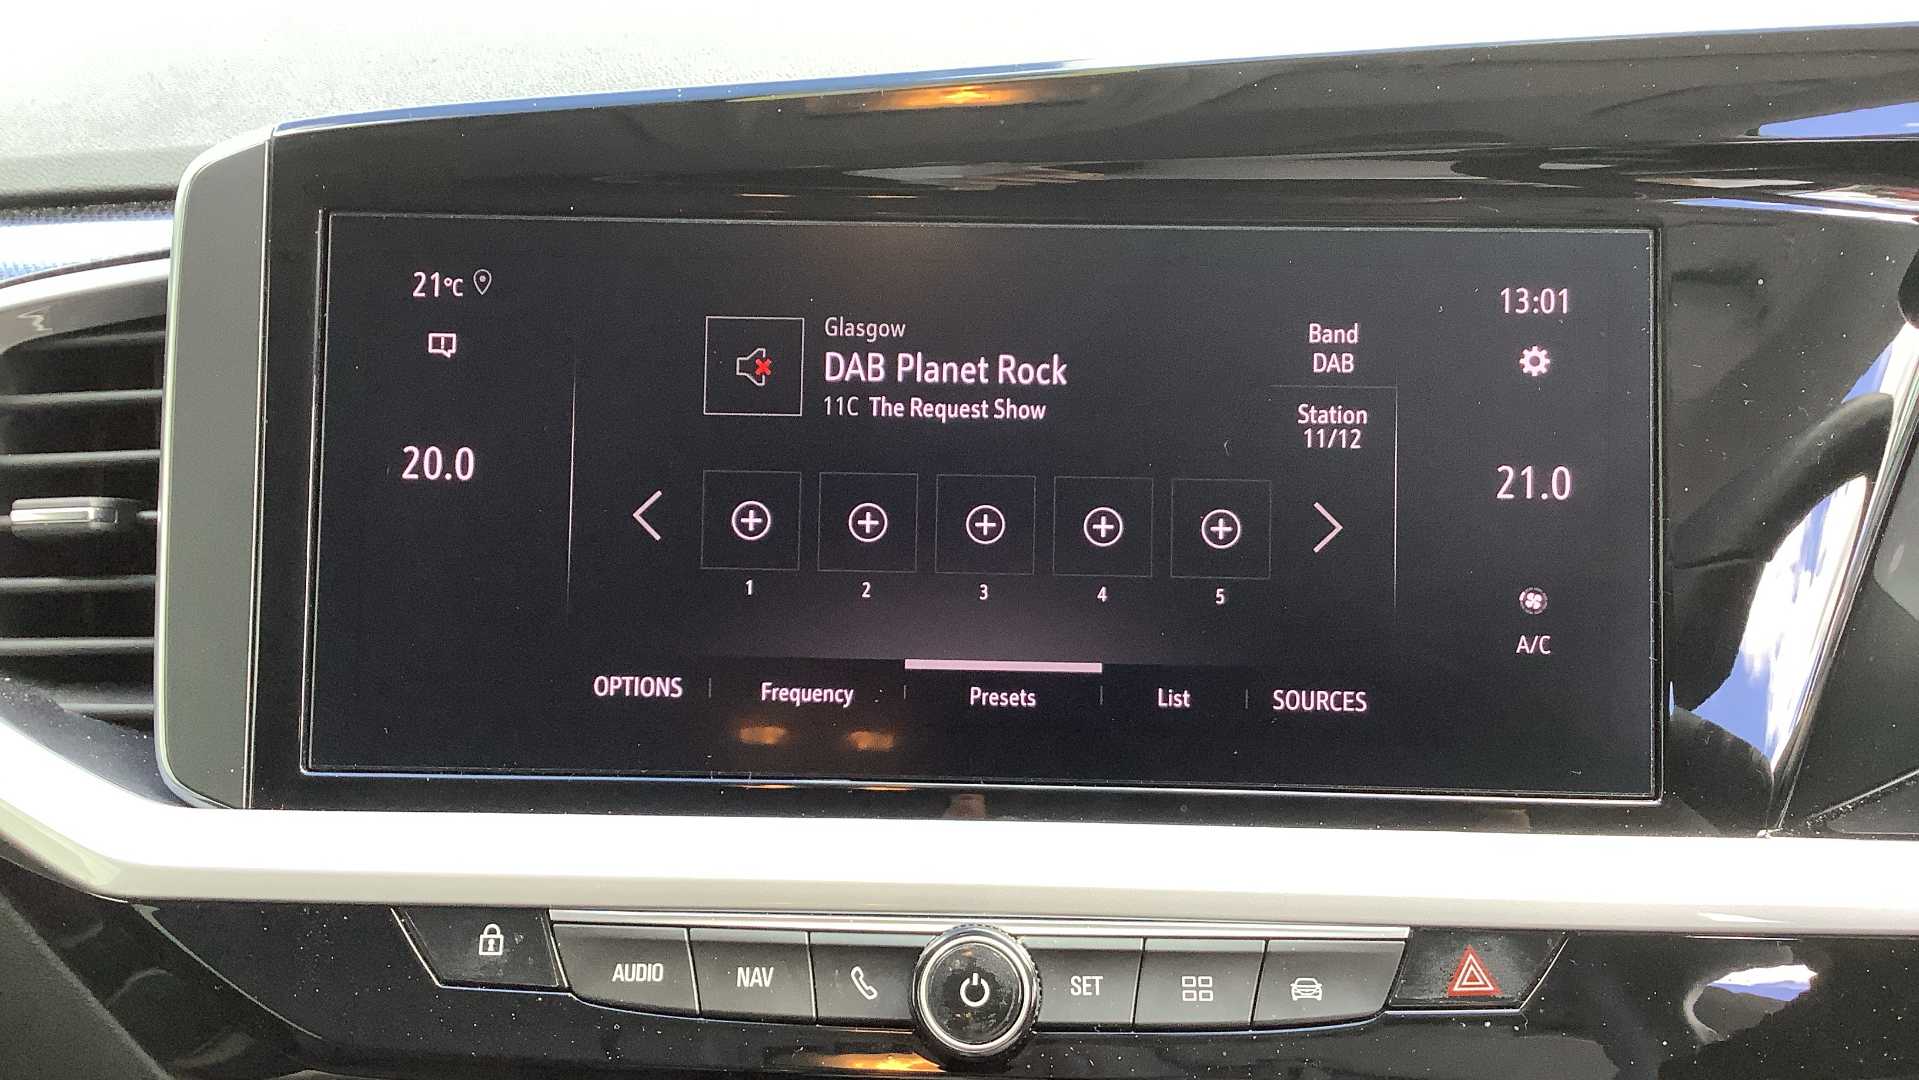 21°C
13:01
Glasgow
DAB Planet Rock
11C The Request Show
Band
DAB
Station
11/12
20.0
21.0
1 2 3 4 5
A/C
OPTIONS Frequency Presets List SOURCES
AUDIO NAV SET